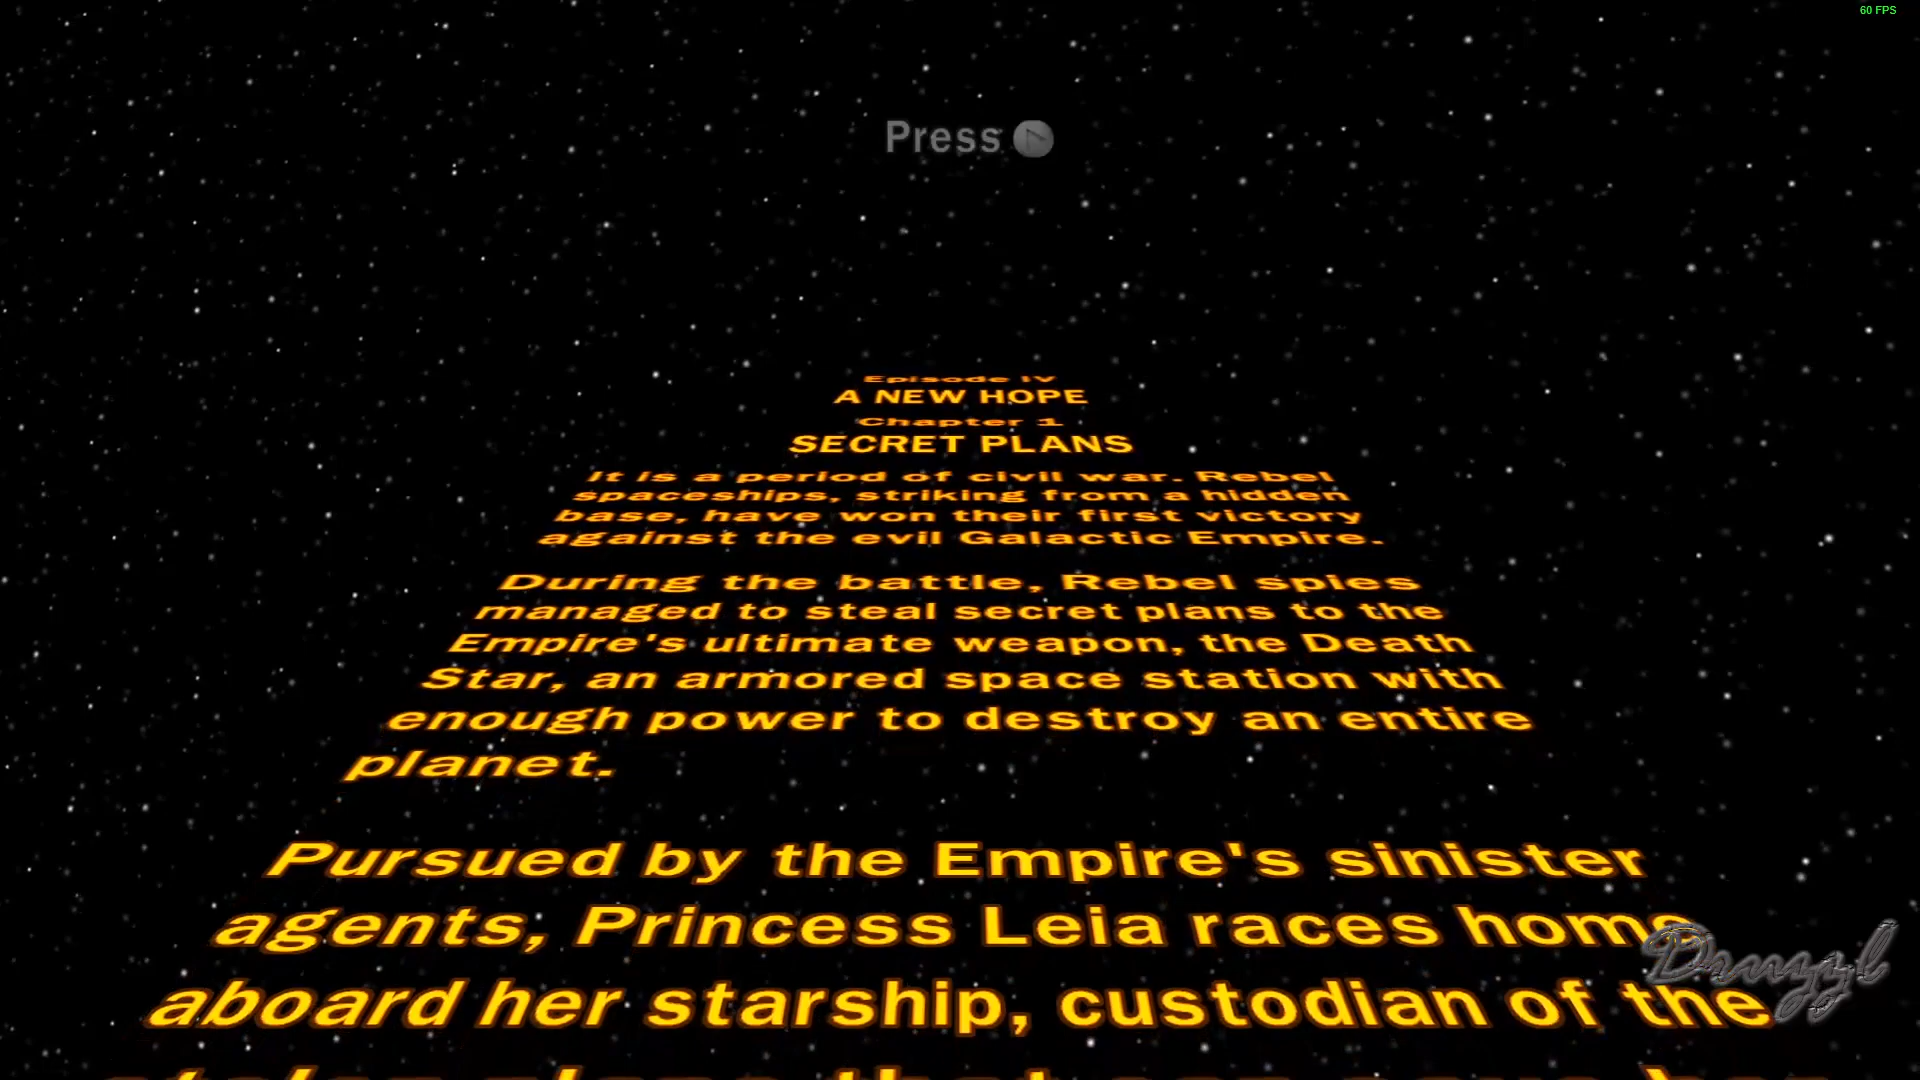 60 FPS
Press
Episode IV
A NEW HOPE
Chapter 1
SECRET PLANS
It is a period of civil war. Rebel
spaceships, striking from a hidden
base, have won their first victory
against the evil Galactic Empire.
During the battle, Rebel spies
managed to steal secret plans to the
Empire's ultimate weapon, the Death
Star, an armored space station with
enough power to destroy an entire
planet.
Pursued by the Empire's sinister
agents, Princess Leia races home
aboard her starship, custodian of the